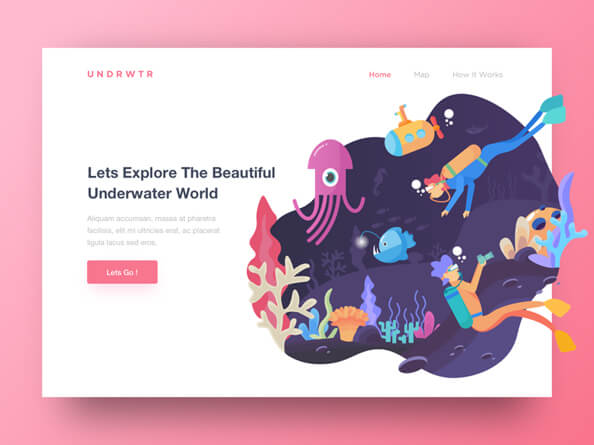 UNDRWTR
Home Map How It Works
Lets Explore The Beautiful
Underwater World
Aliquam accumsan, massa at pharetra
facilisis, elit mi ultricies erat, ac placerat
ligula lacus sed eros.
Lets Go !